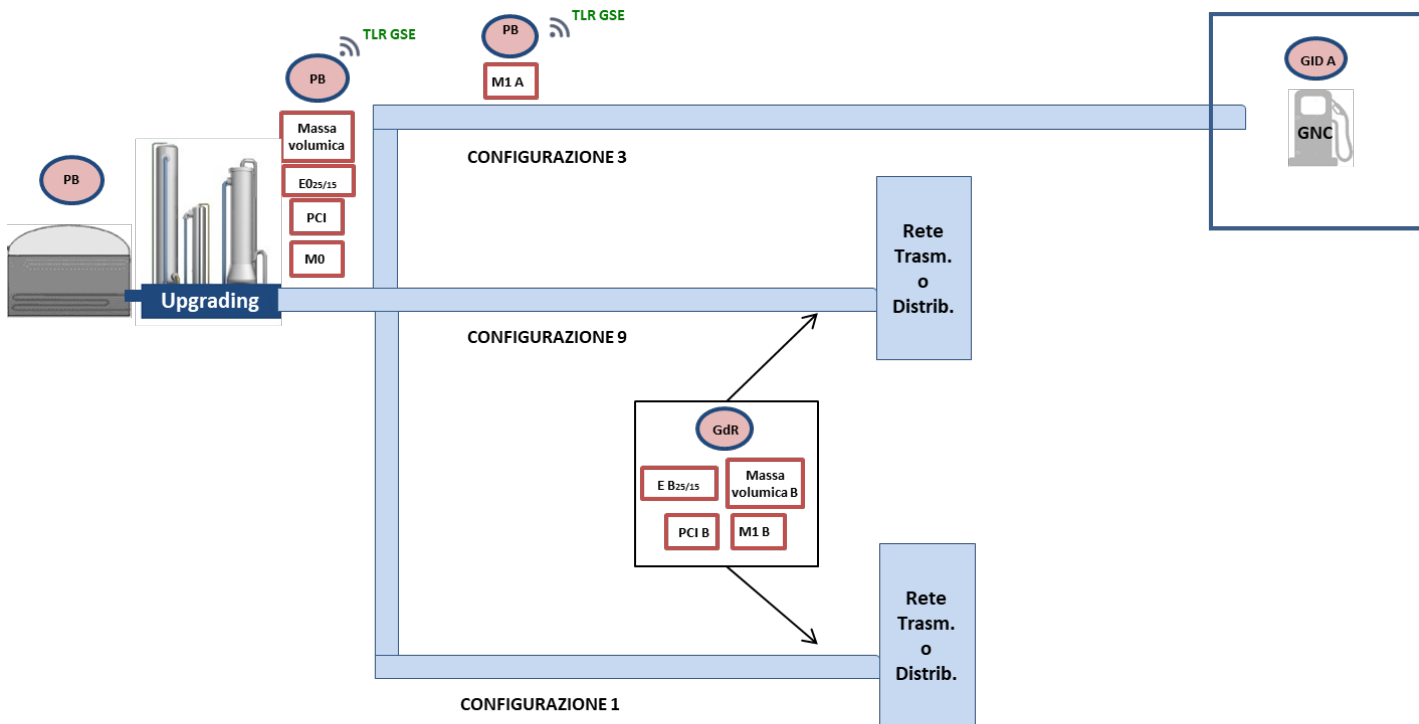 TLR GSE
TLR GSE
PB
PB
M1 A
GID A
GNC
Massa
volumica
CONFIGURAZIONE 3
PB
E025/15
PCI
M0
Upgrading
Rete
Trasm.
o
Distrib.
CONFIGURAZIONE 9
GdR
E B25/15
Massa
volumica B
PCI B
M1 B
Rete
Trasm.
o
Distrib.
CONFIGURAZIONE 1